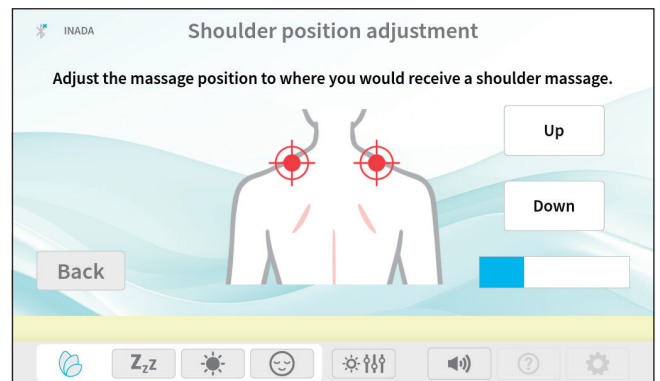 INADA
Shoulder position adjustment
Adjust the massage position to where you would receive a shoulder massage.
Up
Down
Back
ZzZ
?